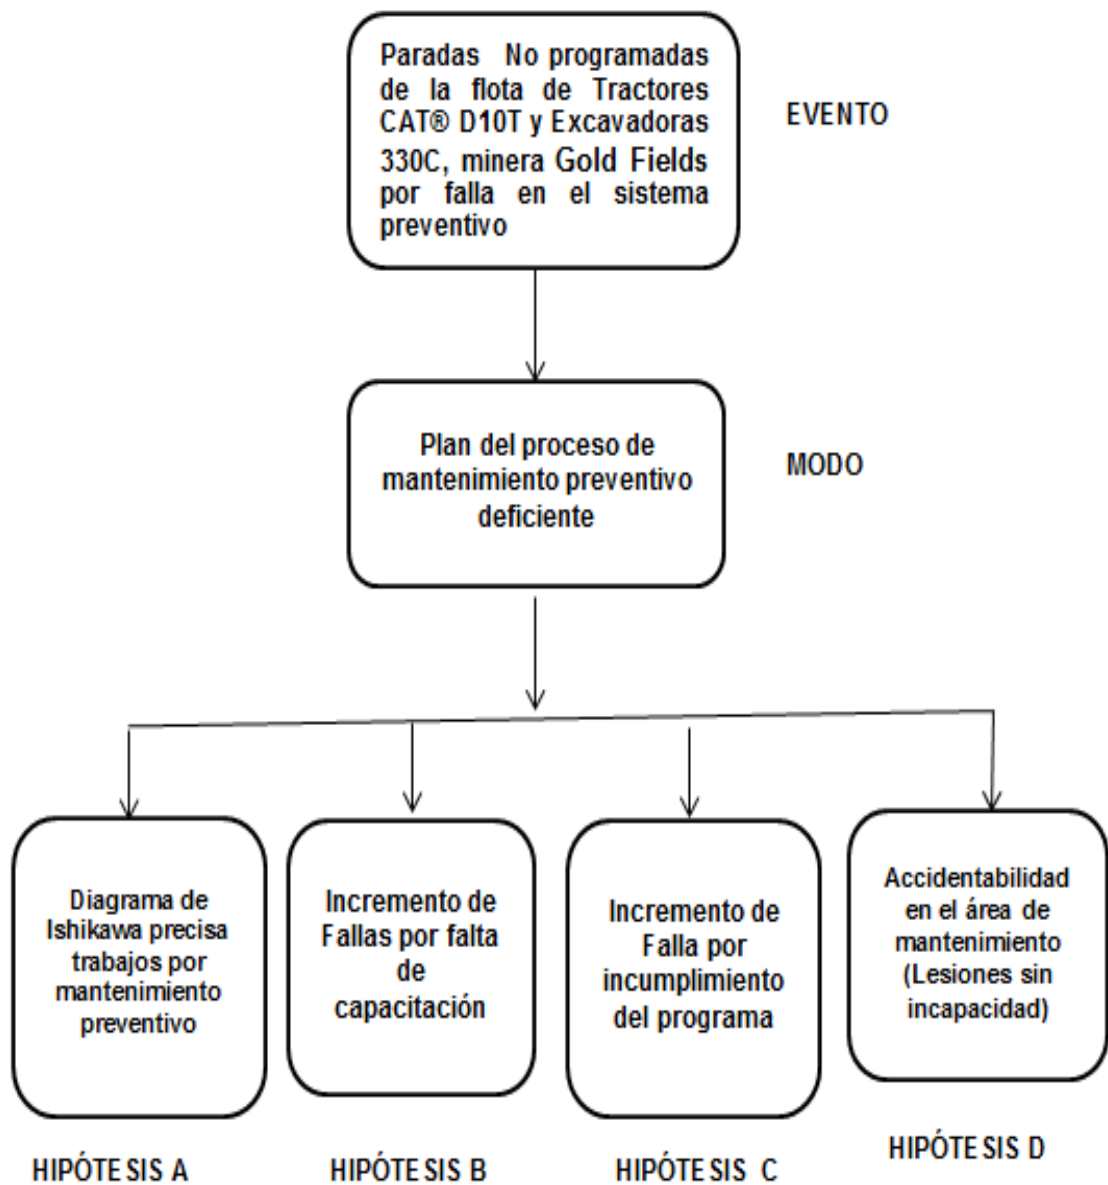 Paradas No programadas
de la flota de Tractores
CAT® D10T y Excavadoras
330C, minera Gold Fields
por falla en el sistema
preventivo
EVENTO
Plan del proceso de
mantenimiento preventivo
deficiente
MODO
Diagrama de
Ishikawa precisa
trabajos por
mantenimiento
preventivo
HIPÓTESIS A
Incremento de
Fallas por falta
de
capacitación
HIPÓTESIS B
Incremento de
Falla por
incumplimiento
del programa
HIPÓTESIS C
Accidentabilidad
en el área de
mantenimiento
(Lesiones sin
incapacidad)
HIPÓTESIS D